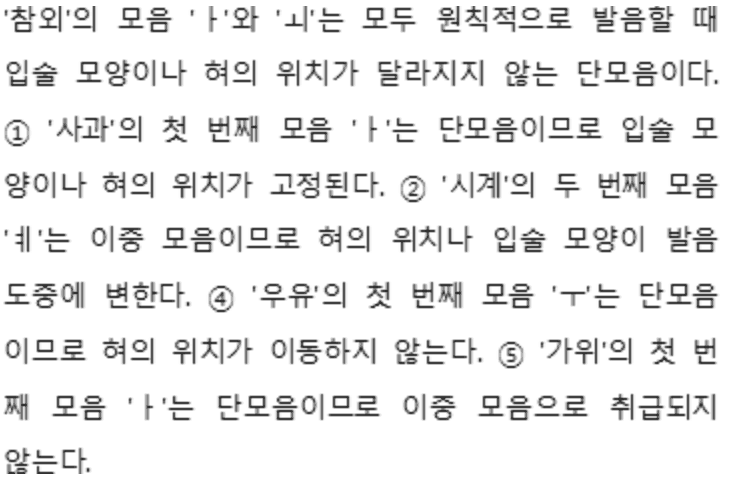 '참외'의 모음 'ㅏ'와 'ㅚ'는 모두 원칙적으로 발음할 때
입술 모양이나 혀의 위치가 달라지지 않는 단모음이다.
① '사과'의 첫 번째 모음 'ㅏ'는 단모음이므로 입술 모
양이나 혀의 위치가 고정된다. ② '시계'의 두 번째 모음
'ㅖ'는 이중 모음이므로 혀의 위치나 입술 모양이 발음
도중에 변한다. ④ '우유'의 첫 번째 모음 'ㅜ'는 단모음
이므로 혀의 위치가 이동하지 않는다. ⑤ '가위'의 첫 번
째 모음 'ㅏ'는 단모음이므로 이중 모음으로 취급되지
않는다.